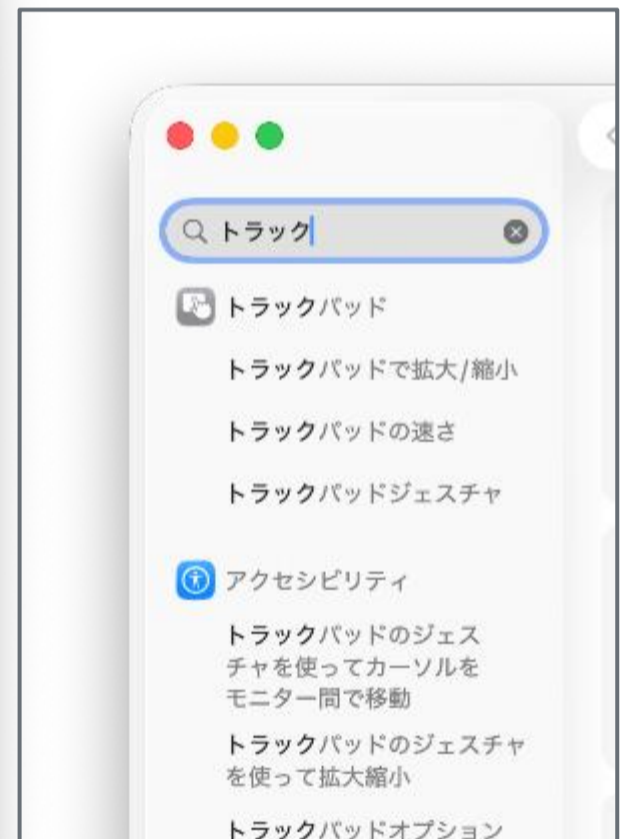 トラック
トラックパッド
トラックパッドで拡大/縮小
トラックパッドの速さ
トラックパッドジェスチャ
アクセシビリティ
トラックパッドのジェス
チャを使ってカーソルを
モニター間で移動
トラックパッドのジェスチャ
を使って拡大縮小
トラックパッドオプション